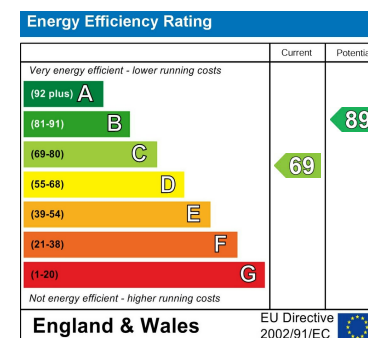 Energy Efficiency Rating
Current Potentia
Very energy efficient - lower running costs
(92 plus) A
(81-91) B
89
(69-80) C
69
(55-68) D
(39-54) E
(21-38) F
(1-20) G
Not energy efficient - higher running costs
England & Wales
EU Directive
2002/91/EC